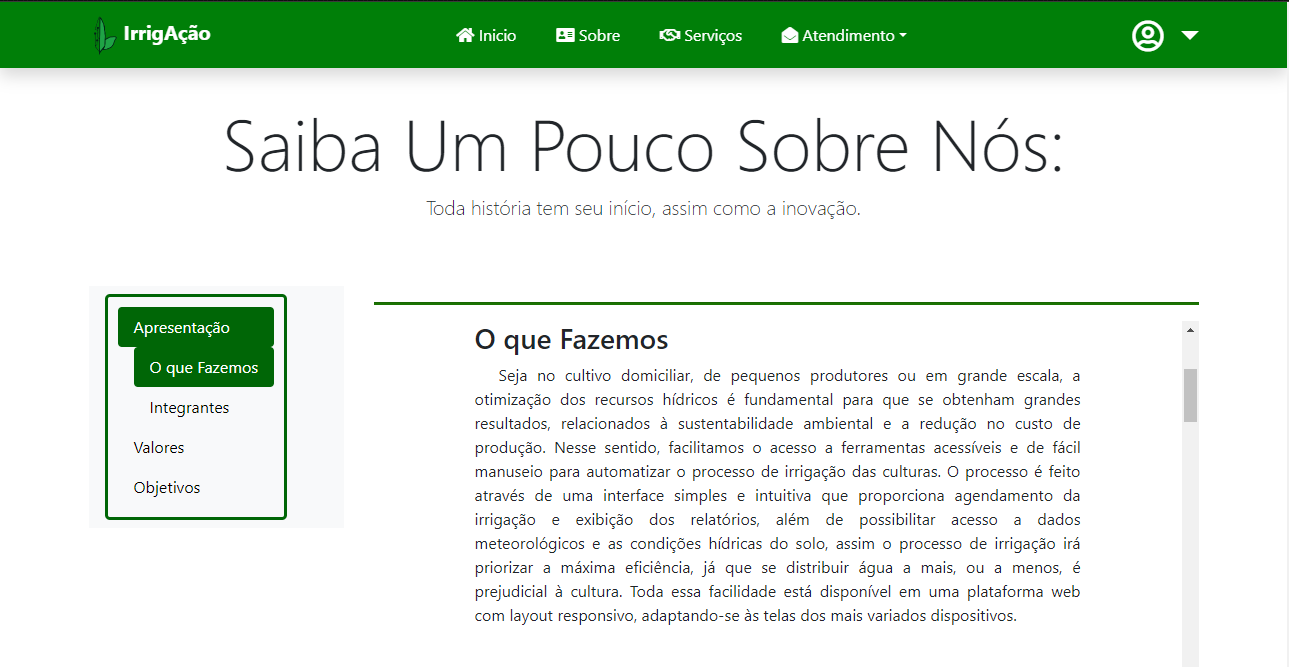 IrrigAção
Inicio
Sobre
Serviços
Atendimento
Saiba Um Pouco Sobre Nós:
Toda história tem seu início, assim como a inovação.
Apresentação
O que Fazemos
Integrantes
Valores
Objetivos
O que Fazemos
Seja no cultivo domiciliar, de pequenos produtores ou em grande escala, a
otimização dos recursos hídricos é fundamental para que se obtenham grandes
resultados, relacionados à sustentabilidade ambiental e a redução no custo de
produção. Nesse sentido, facilitamos o acesso a ferramentas acessíveis e de fácil
manuseio para automatizar o processo de irrigação das culturas. O processo é feito
através de uma interface simples e intuitiva que proporciona agendamento da
irrigação e exibição dos relatórios, além de possibilitar acesso a dados
meteorológicos e as condições hídricas do solo, assim o processo de irrigação irá
priorizar a máxima eficiência, já que se distribuir água a mais, ou a menos, é
prejudicial à cultura. Toda essa facilidade está disponível em uma plataforma web
com layout responsivo, adaptando-se às telas dos mais variados dispositivos.